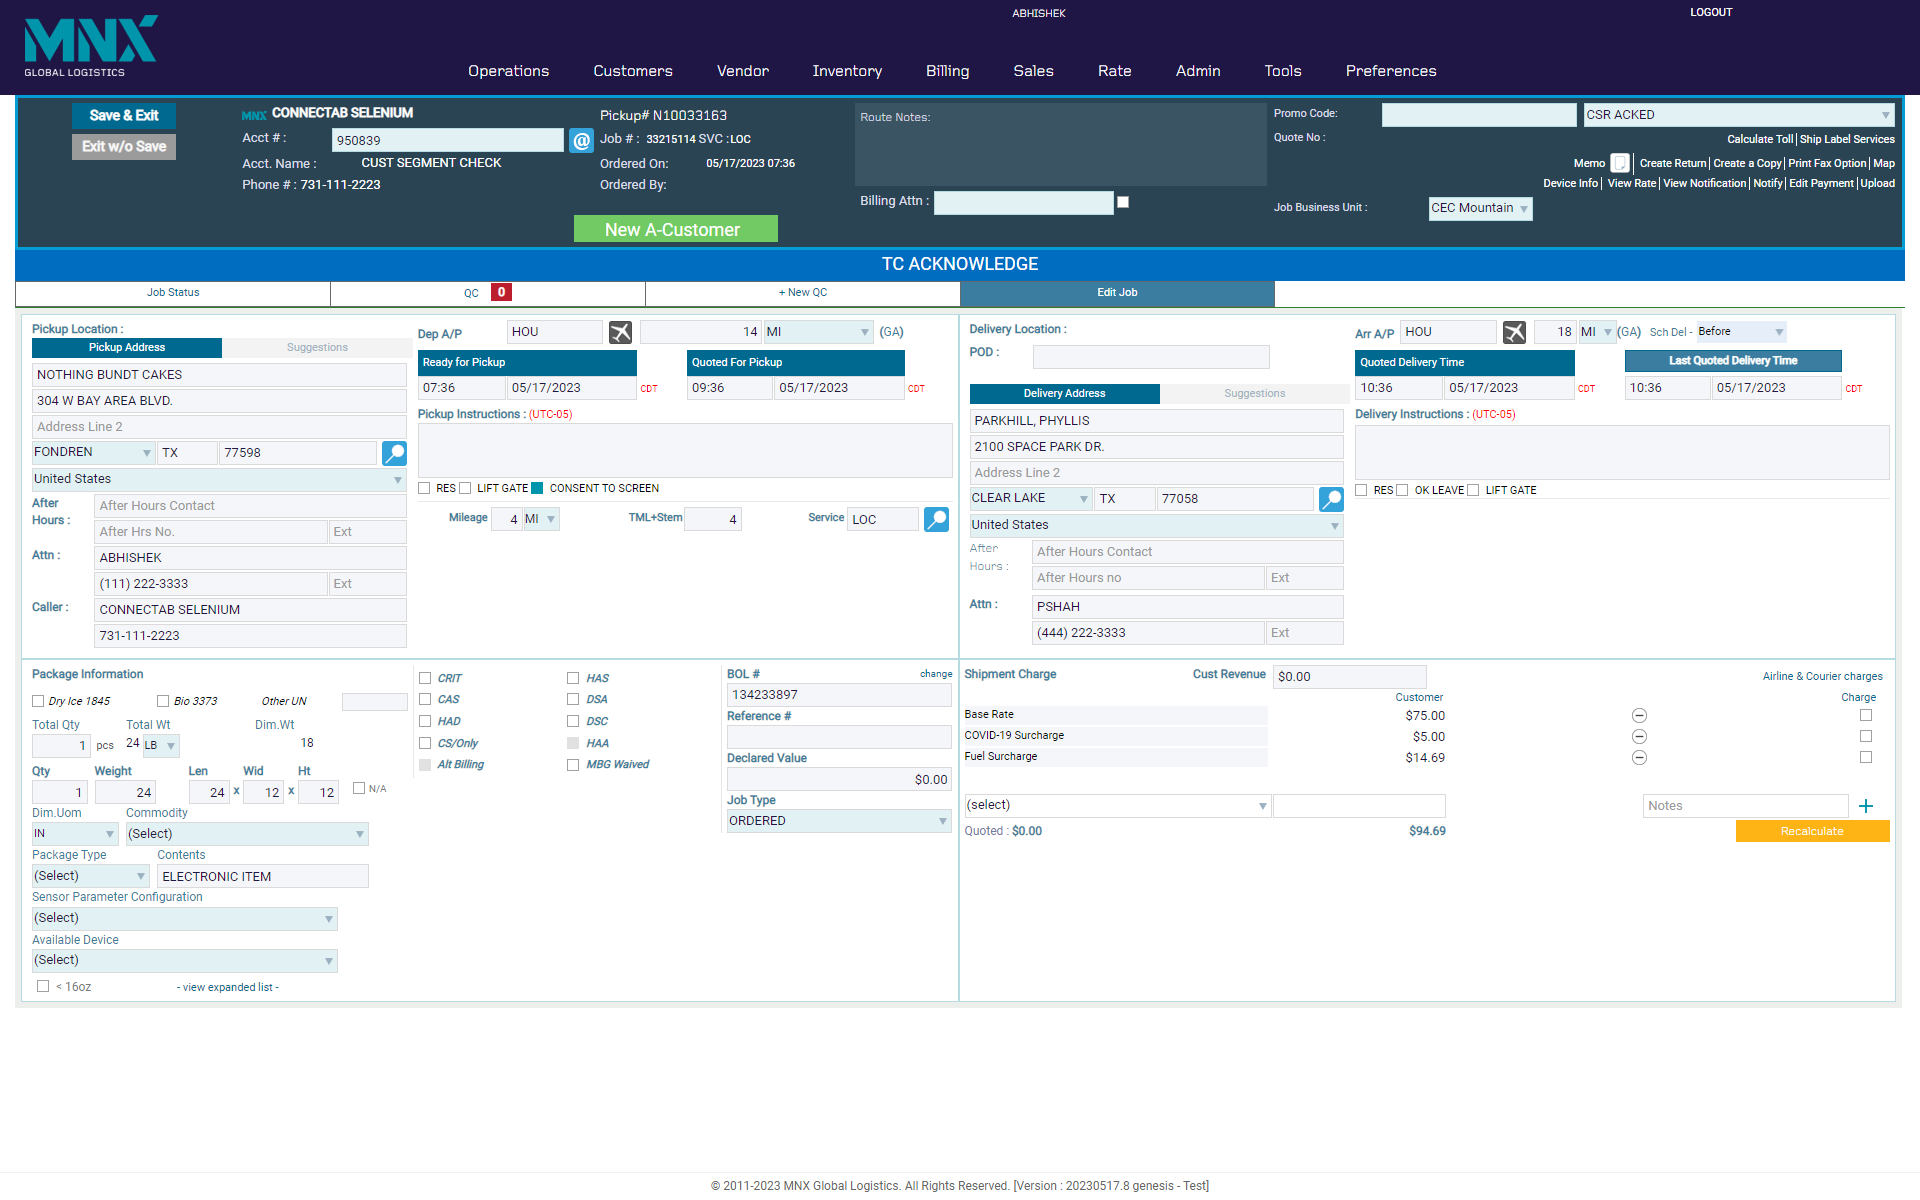 ABHISHEK
LOGOUT
MNX
GLOBAL LOGISTICS
Operations Customers Vendor Inventory Billing Sales Rate Admin Tools Preferences
Save & Exit
Exit w/o Save
MNX CONNECTAB SELENIUM
Acct # : 950839 @
Acct. Name : CUST SEGMENT CHECK
Phone # : 731-111-2223
Pickup# N10033163
Job # : 33215114 SVC :LOC
Ordered On: 05/17/2023 07:36
Ordered By:
New A-Customer
Route Notes:
Billing Attn :
Promo Code: CSR ACKED
Quote No :
Calculate Toll | Ship Label Services
Memo | Create Return | Create a Copy | Print Fax Option | Map
Device Info | View Rate | View Notification | Notify | Edit Payment | Upload
Job Business Unit : CEC Mountain
TC ACKNOWLEDGE
Job Status QC 0 + New QC Edit Job
Pickup Location :
Pickup Address Suggestions
NOTHING BUNDT CAKES
304 W BAY AREA BLVD.
Address Line 2
FONDREN TX 77598
United States
After Hours : After Hours Contact
After Hrs No. Ext
Attn : ABHISHEK
(111) 222-3333 Ext
Caller : CONNECTAB SELENIUM
731-111-2223
Dep A/P HOU 14 MI (GA)
Ready for Pickup Quoted For Pickup
07:36 05/17/2023 CDT 09:36 05/17/2023 CDT
Pickup Instructions : (UTC-05)
RES LIFT GATE CONSENT TO SCREEN
Mileage 4 MI TML+Stem 4 Service LOC
Delivery Location :
POD :
Delivery Address Suggestions
PARKHILL, PHYLLIS
2100 SPACE PARK DR.
Address Line 2
CLEAR LAKE TX 77058
United States
After Hours : After Hours Contact
After Hours no Ext
Attn : PSHAH
(444) 222-3333 Ext
Arr A/P HOU 18 MI (GA) Sch Del - Before
Quoted Delivery Time Last Quoted Delivery Time
10:36 05/17/2023 CDT 10:36 05/17/2023 CDT
Delivery Instructions : (UTC-05)
RES OK LEAVE LIFT GATE
Package Information
Dry Ice 1845 Bio 3373 Other UN
Total Qty Total Wt Dim.Wt
1 pcs 24 LB 18
Qty Weight Len Wid Ht
1 24 24 x 12 x 12 N/A
Dim.Uom Commodity
IN (Select)
Package Type Contents
(Select) ELECTRONIC ITEM
Sensor Parameter Configuration
(Select)
Available Device
(Select)
< 16oz - view expanded list -
CRIT HAS
CAS DSA
HAD DSC
CS/Only HAA
Alt Billing MBG Waived
BOL # change
134233897
Reference #
Declared Value
$0.00
Job Type
ORDERED
Shipment Charge Cust Revenue $0.00 Airline & Courier charges
Customer Charge
Base Rate $75.00
COVID-19 Surcharge $5.00
Fuel Surcharge $14.69
(select) Notes +
Quoted : $0.00 $94.69 Recalculate
© 2011-2023 MNX Global Logistics. All Rights Reserved. [Version : 20230517.8 genesis - Test]